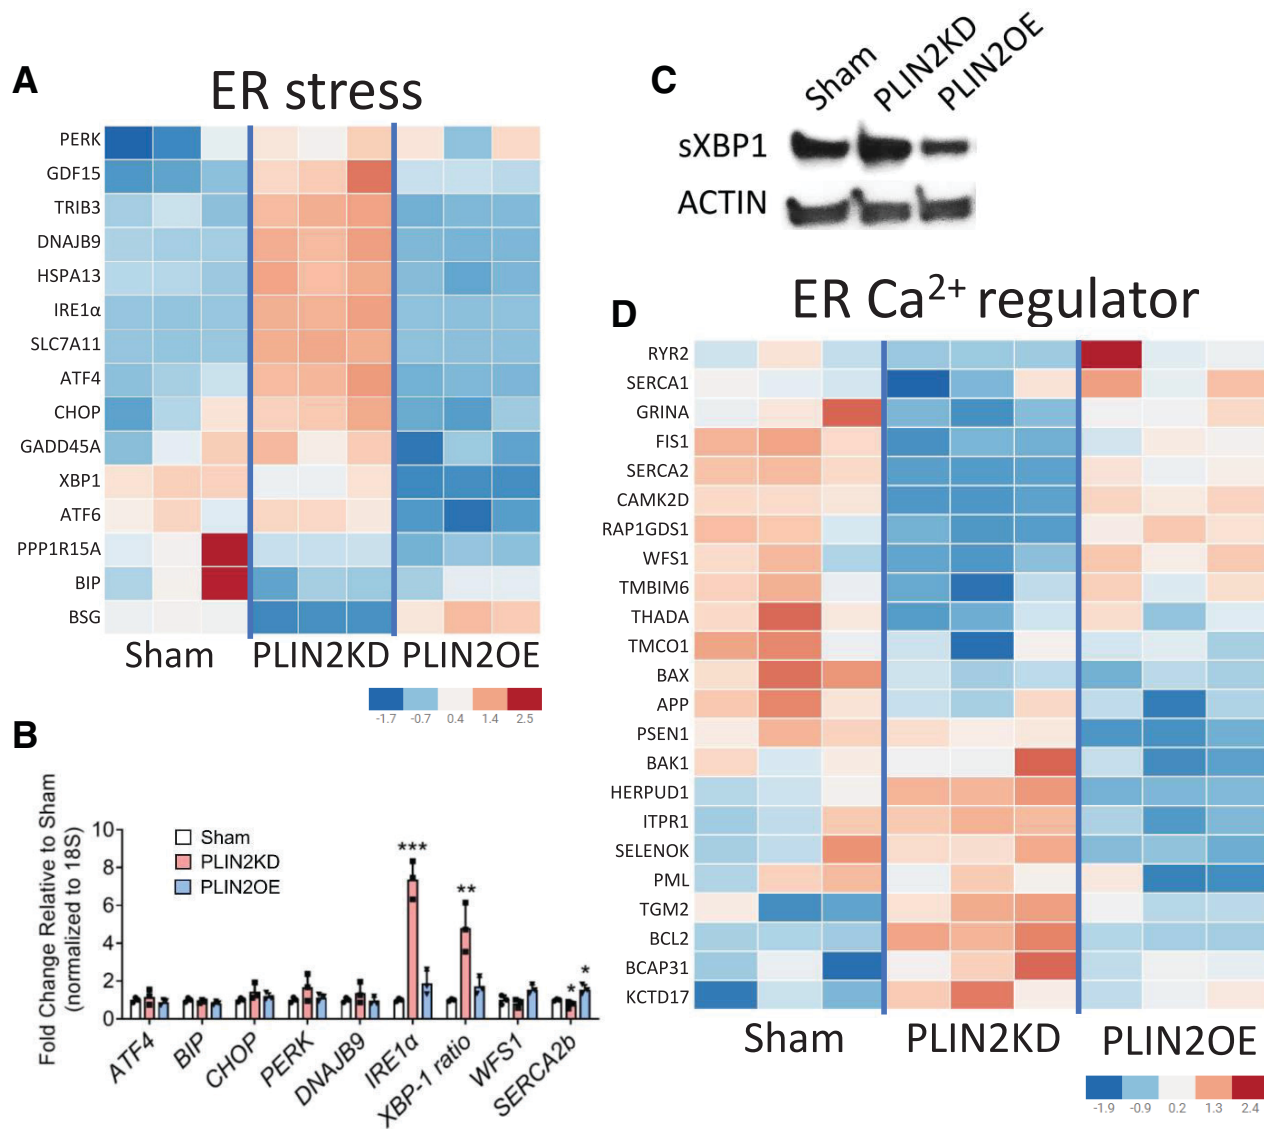 A
ER stress
PERK
GDF15
TRIB3
DNAJB9
HSPA13
IRE1α
SLC7A11
ATF4
CHOP
GADD45A
XBP1
ATF6
PPP1R15A
BIP
BSG
Sham PLIN2KD PLIN2OE
-1.7 -0.7 0.4 1.4 2.5
B
Fold Change Relative to Sham
(normalized to 18S)
10
8
6
4
2
0
Sham
PLIN2KD
PLIN2OE
***
**
*
*
ATF4 BIP CHOP PERK DNAJB9 IRE1α XBP-1 ratio WFS1 SERCA2b
C
Sham PLIN2KD PLIN2OE
sXBP1
ACTIN
D
ER Ca2+ regulator
RYR2
SERCA1
GRINA
FIS1
SERCA2
CAMK2D
RAP1GDS1
WFS1
TMBIM6
THADA
TMCO1
BAX
APP
PSEN1
BAK1
HERPUD1
ITPR1
SELENOK
PML
TGM2
BCL2
BCAP31
KCTD17
Sham PLIN2KD PLIN2OE
-1.9 -0.9 0.2 1.3 2.4